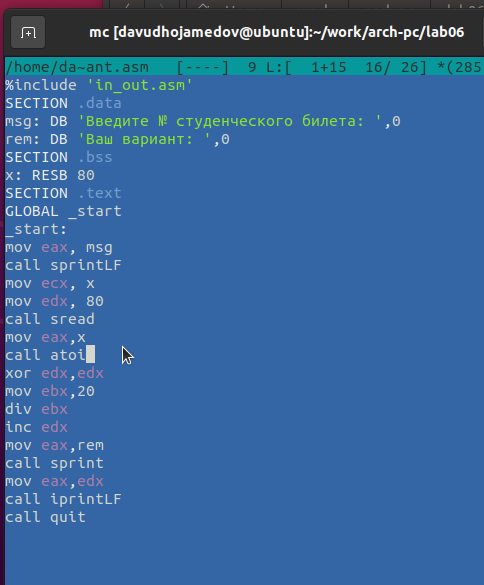 mc [davudhojamedov@ubuntu]:~/work/arch-pc/lab06
/home/da~ant.asm   [----]  9 L:[  1+15  16/ 26] *(285
%include 'in_out.asm'
SECTION .data
msg: DB 'Введите № студенческого билета: ',0
rem: DB 'Ваш вариант: ',0
SECTION .bss
x: RESB 80
SECTION .text
GLOBAL _start
_start:
mov eax, msg
call sprintLF
mov ecx, x
mov edx, 80
call sread
mov eax,x
call atoi
xor edx,edx
mov ebx,20
div ebx
inc edx
mov eax,rem
call sprint
mov eax,edx
call iprintLF
call quit